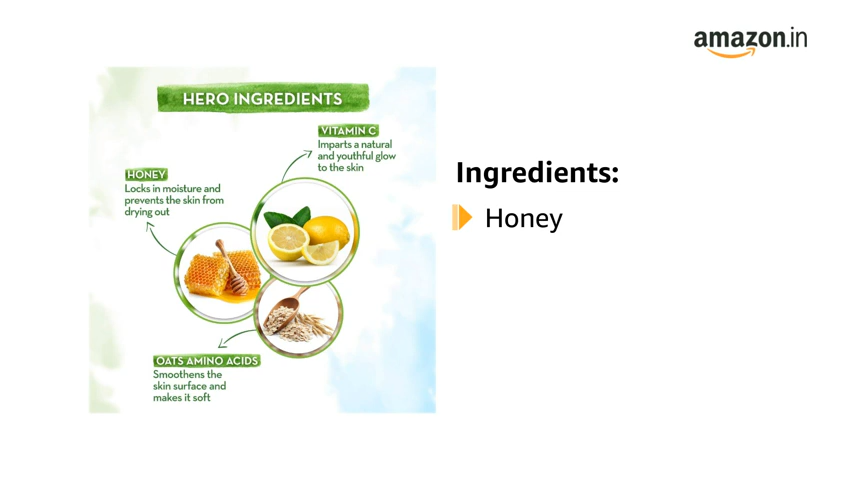 amazon.in
HERO INGREDIENTS
VITAMIN C
Imparts a natural
and youthful glow
to the skin
HONEY
Locks in moisture and
prevents the skin from
drying out
OATS AMINO ACIDS
Smoothens the
skin surface and
makes it soft
Ingredients:
Honey